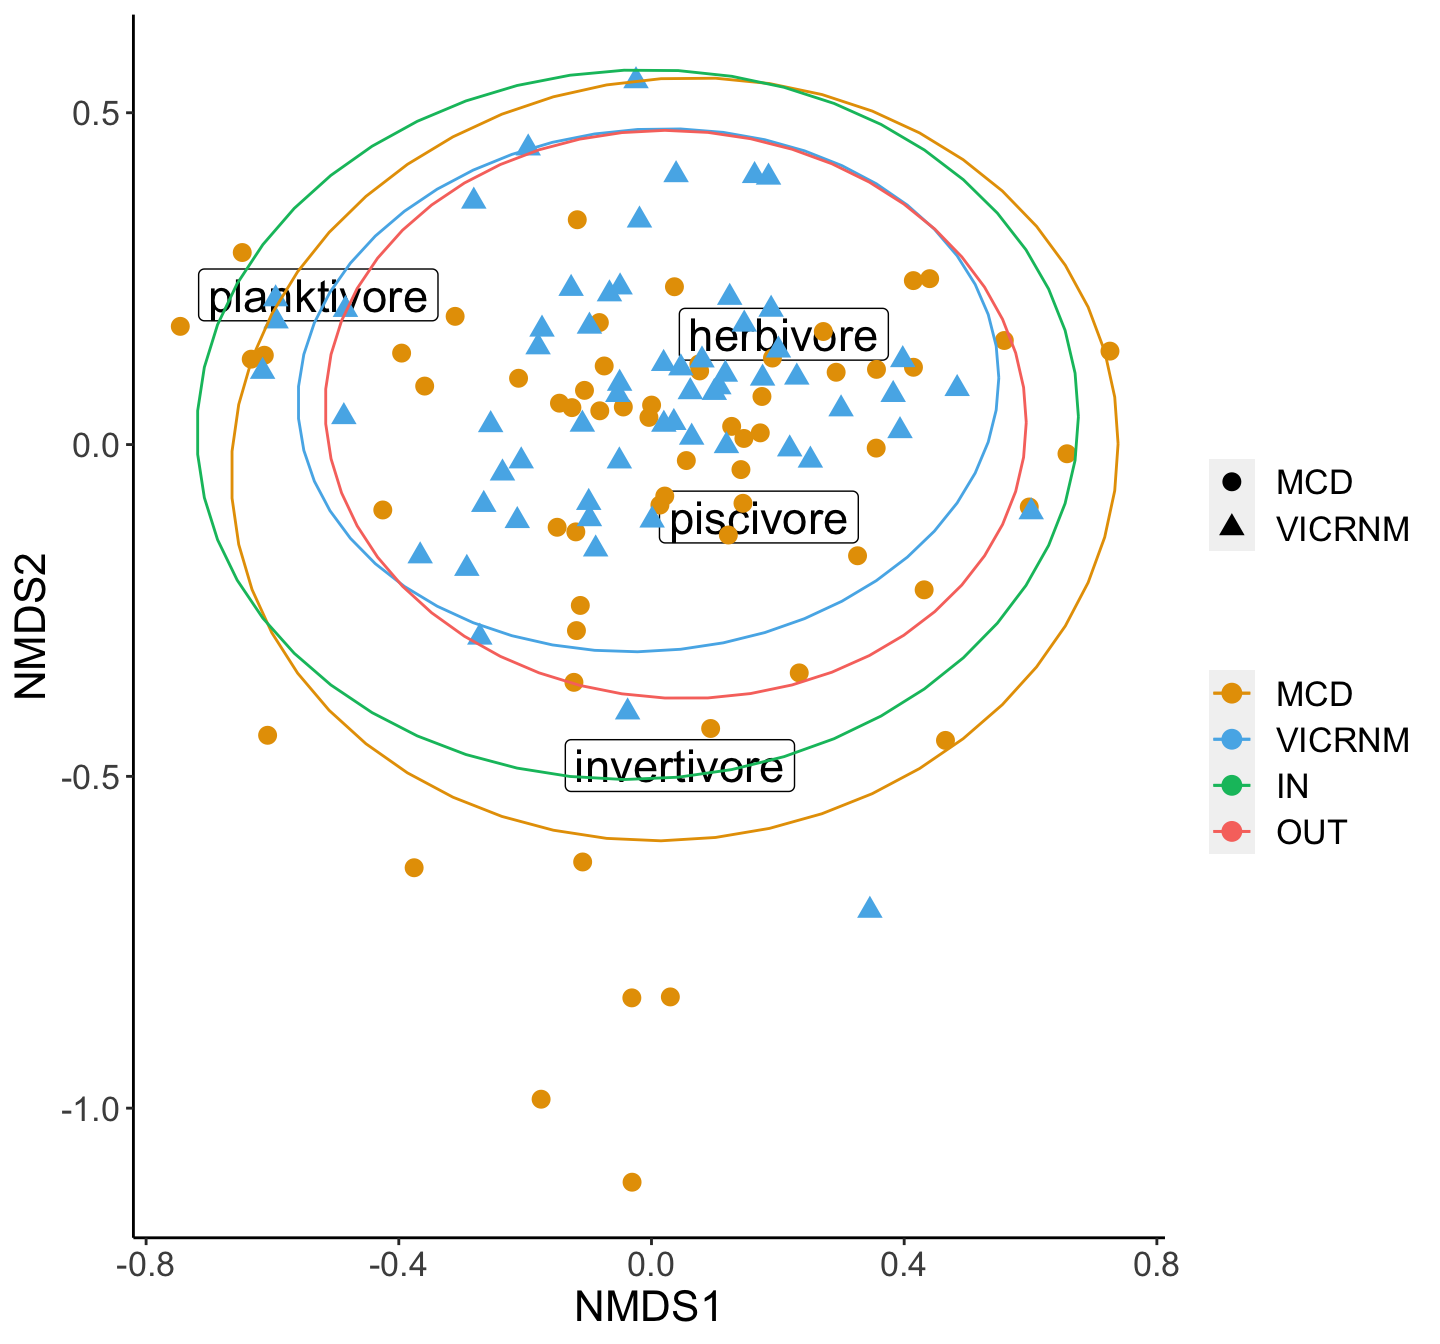 0.5
0.0
-0.5
-1.0
NMDS2
planktivore
herbivore
piscivore
invertivore
-0.8
-0.4
0.0
0.4
0.8
NMDS1
MCD
VICRNM
MCD
VICRNM
IN
OUT